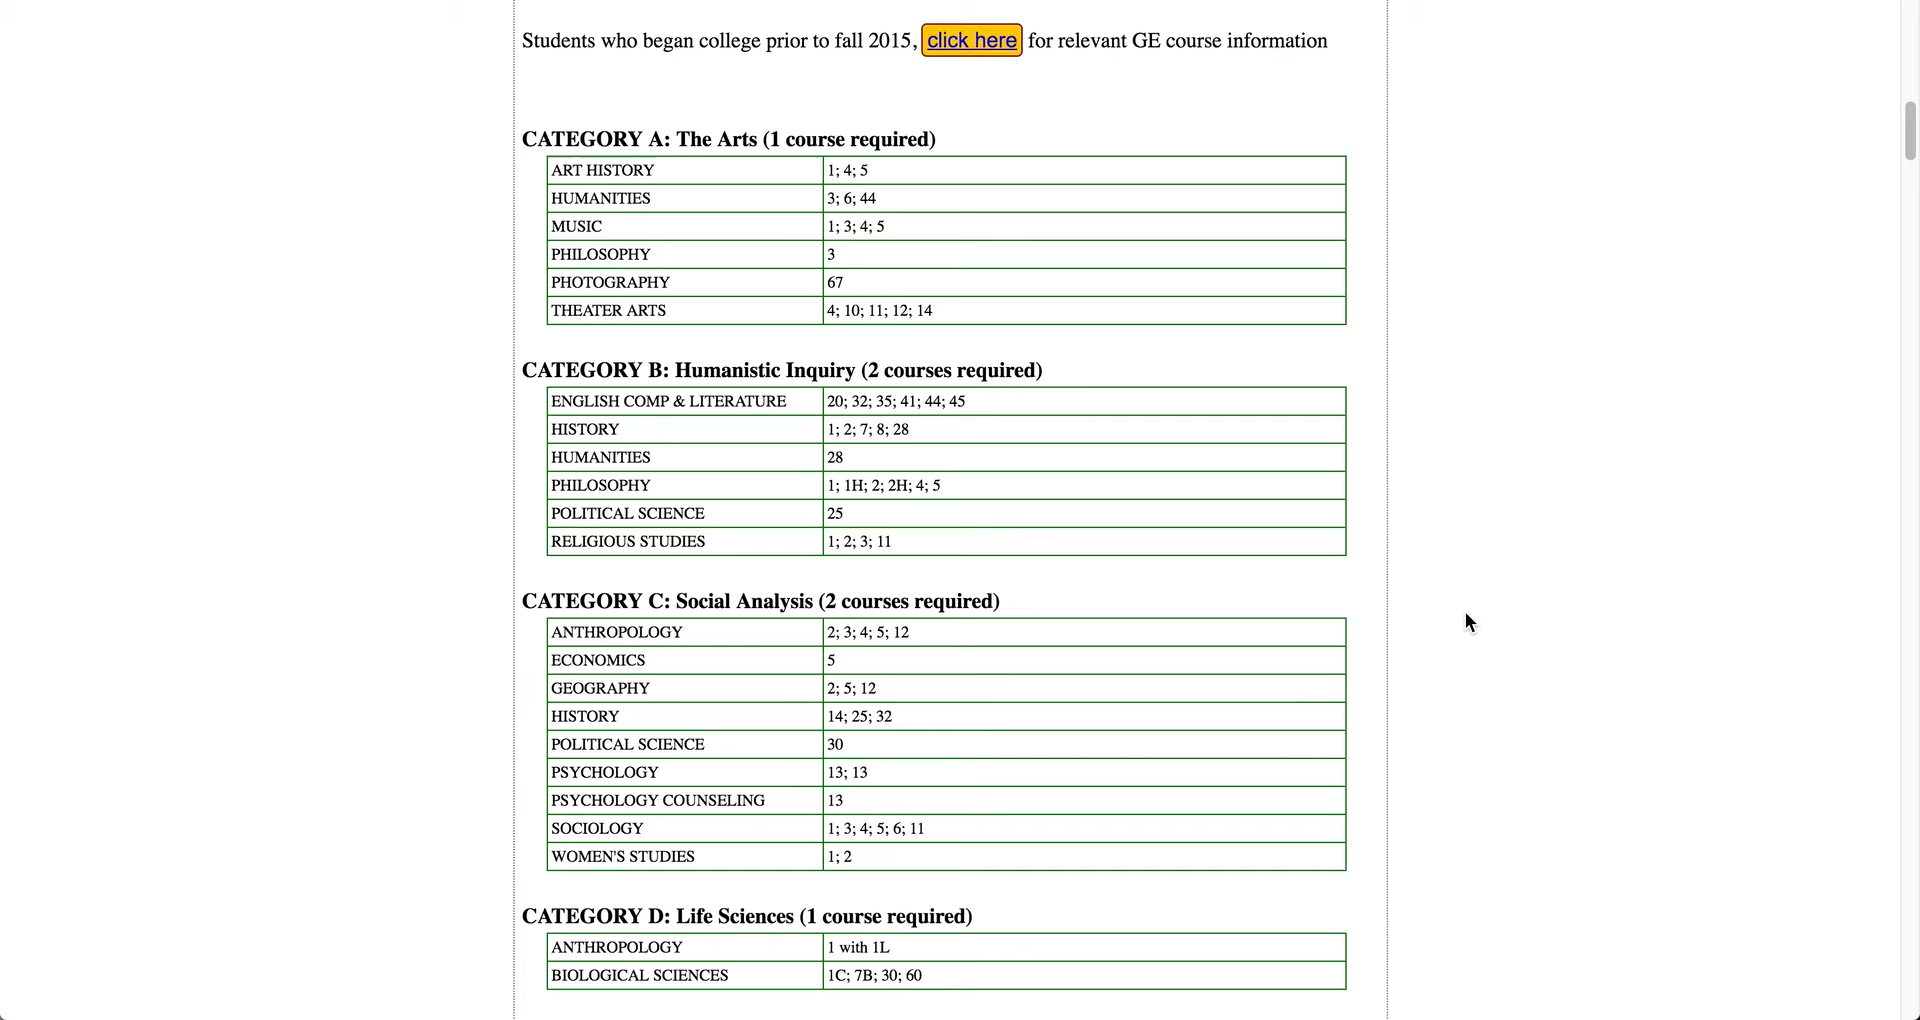 Students who began college prior to fall 2015, click here for relevant GE course information
CATEGORY A: The Arts (1 course required)
ART HISTORY 1; 4; 5
HUMANITIES 3; 6; 44
MUSIC 1; 3; 4; 5
PHILOSOPHY 3
PHOTOGRAPHY 67
THEATER ARTS 4; 10; 11; 12; 14
CATEGORY B: Humanistic Inquiry (2 courses required)
ENGLISH COMP & LITERATURE 20; 32; 35; 41; 44; 45
HISTORY 1; 2; 7; 8; 28
HUMANITIES 28
PHILOSOPHY 1; 1H; 2; 2H; 4; 5
POLITICAL SCIENCE 25
RELIGIOUS STUDIES 1; 2; 3; 11
CATEGORY C: Social Analysis (2 courses required)
ANTHROPOLOGY 2; 3; 4; 5; 12
ECONOMICS 5
GEOGRAPHY 2; 5; 12
HISTORY 14; 25; 32
POLITICAL SCIENCE 30
PSYCHOLOGY 13; 13
PSYCHOLOGY COUNSELING 13
SOCIOLOGY 1; 3; 4; 5; 6; 11
WOMEN'S STUDIES 1; 2
CATEGORY D: Life Sciences (1 course required)
ANTHROPOLOGY 1 with 1L
BIOLOGICAL SCIENCES 1C; 7B; 30; 60